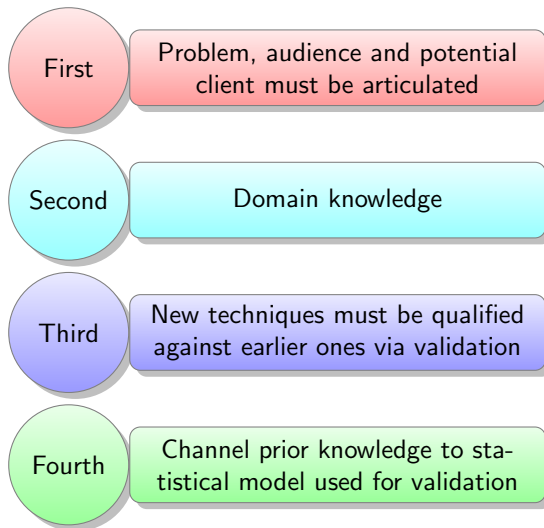 First
Problem, audience and potential
client must be articulated
Second
Domain knowledge
Third
New techniques must be qualified
against earlier ones via validation
Fourth
Channel prior knowledge to sta-
tistical model used for validation